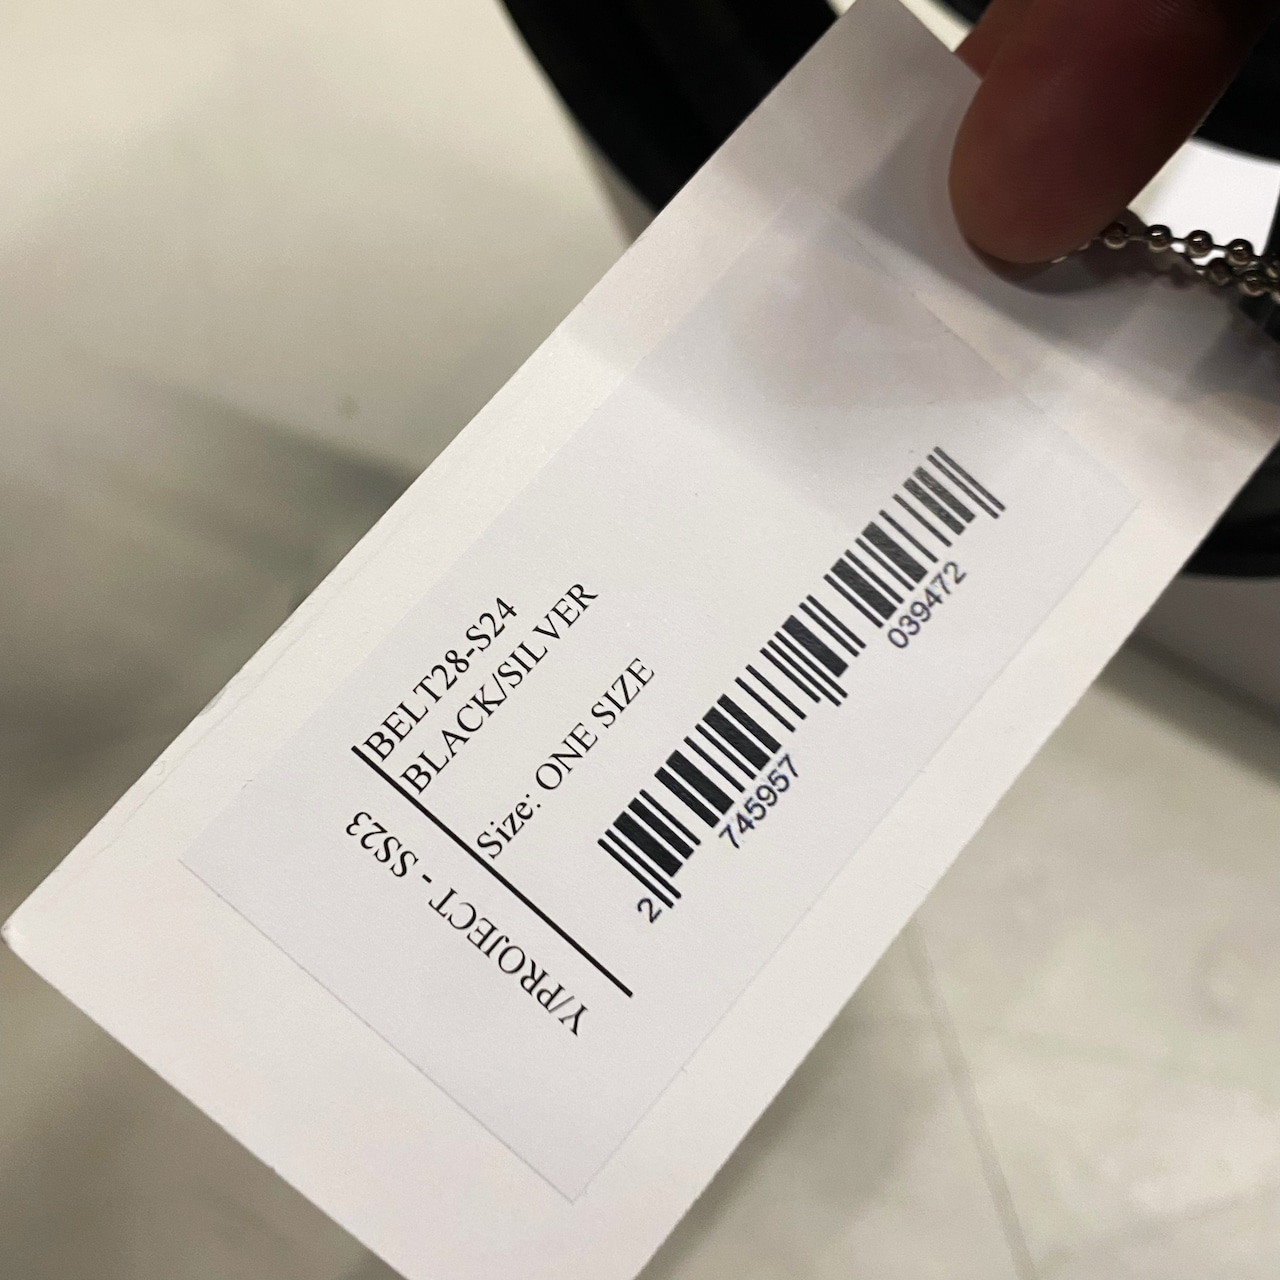 BELT28-S24
BLACK/SILVER
Size: ONE SIZE
2 745957 039472
Y/PROJECT - SS23